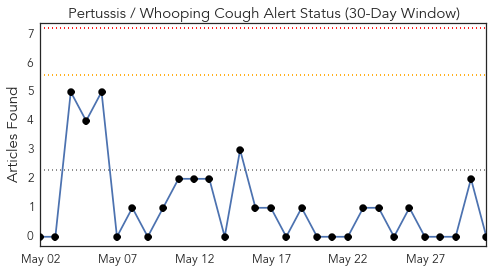 Pertussis / Whooping Cough Alert Status (30-Day Window)
7
6
5
4
3
2
1
0
Articles Found
May 02 May 07 May 12 May 17 May 22 May 27